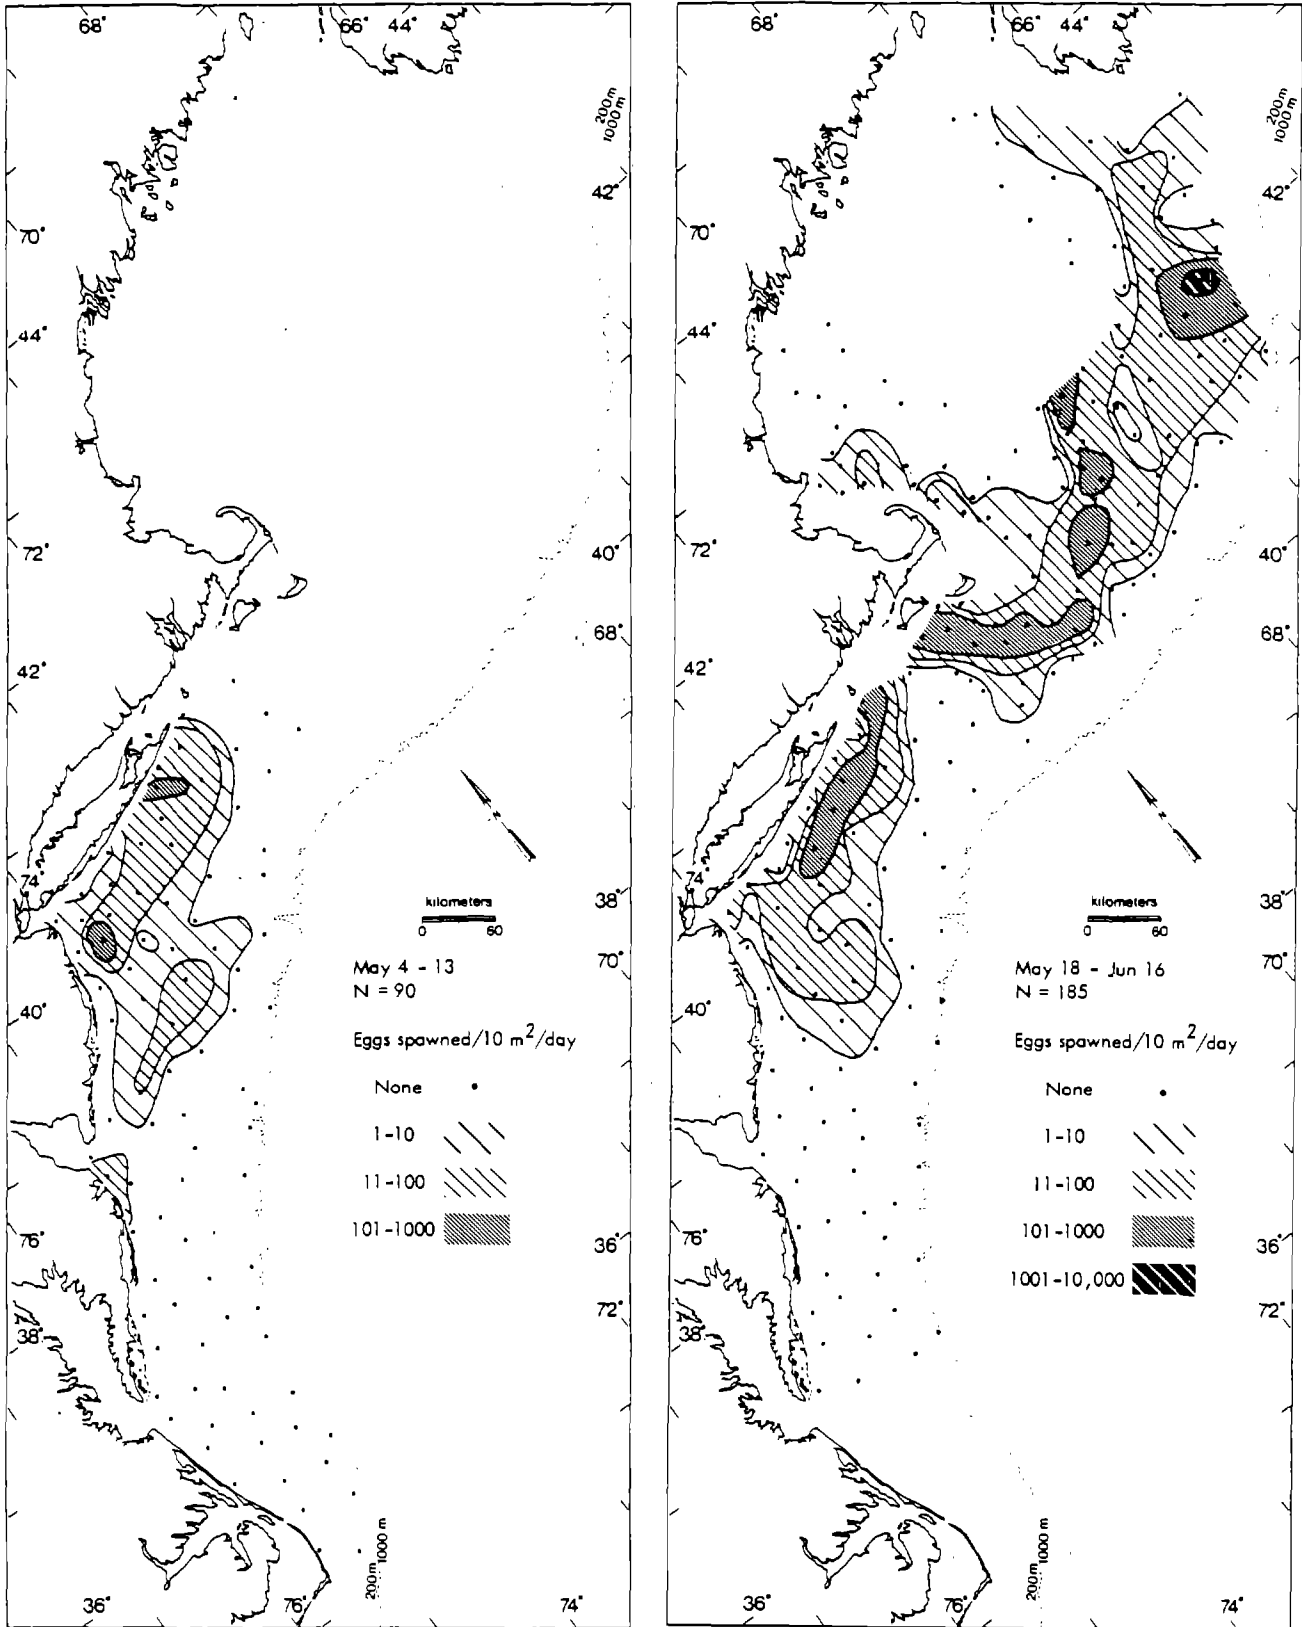 68° 66° 44°
200m
1000 m
42°
70°
44°
72°
40°
68°
42°
74°
38°
kilometers
0 60
70°
May 4 - 13
N = 90
40°
Eggs spawned/10 m²/day
None
1-10
11-100
101-1000
76°
36°
72°
38°
200m
1000 m
36° 76° 74°
68° 66° 44°
200m
1000 m
42°
70°
44°
72°
40°
68°
42°
74°
38°
kilometers
0 60
70°
May 18 - Jun 16
N = 185
40°
Eggs spawned/10 m²/day
None
1-10
11-100
101-1000
1001-10,000
76°
36°
72°
38°
200m
1000 m
36° 76° 74°